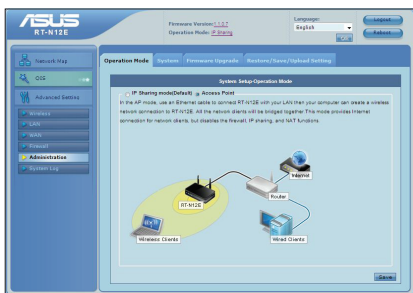 ASUS
RT-N12E
Firmware Version:1.1.0.7
Operation Mode: IP Sharing
Language:
English
Logout
Reboot
Network Map
QIS
Advanced Setting
Wireless
LAN
WAN
Firewall
Administration
System Log
Operation Mode
System
Firmware Upgrade
Restore/Save/Upload Setting
System Setup-Operation Mode
IP Sharing mode(Default) Access Point
In the AP mode, use an Ethernet cable to connect RT-N12E with your LAN then your computer can create a wireless
network connection to RT-N12E. All the network clients will be bridged together This mode provides Internet
connection for network clients, but disables the firewall, IP sharing, and NAT functions.
Internet
Router
RT-N12E
Wireless Clients
Wired Clients
Save